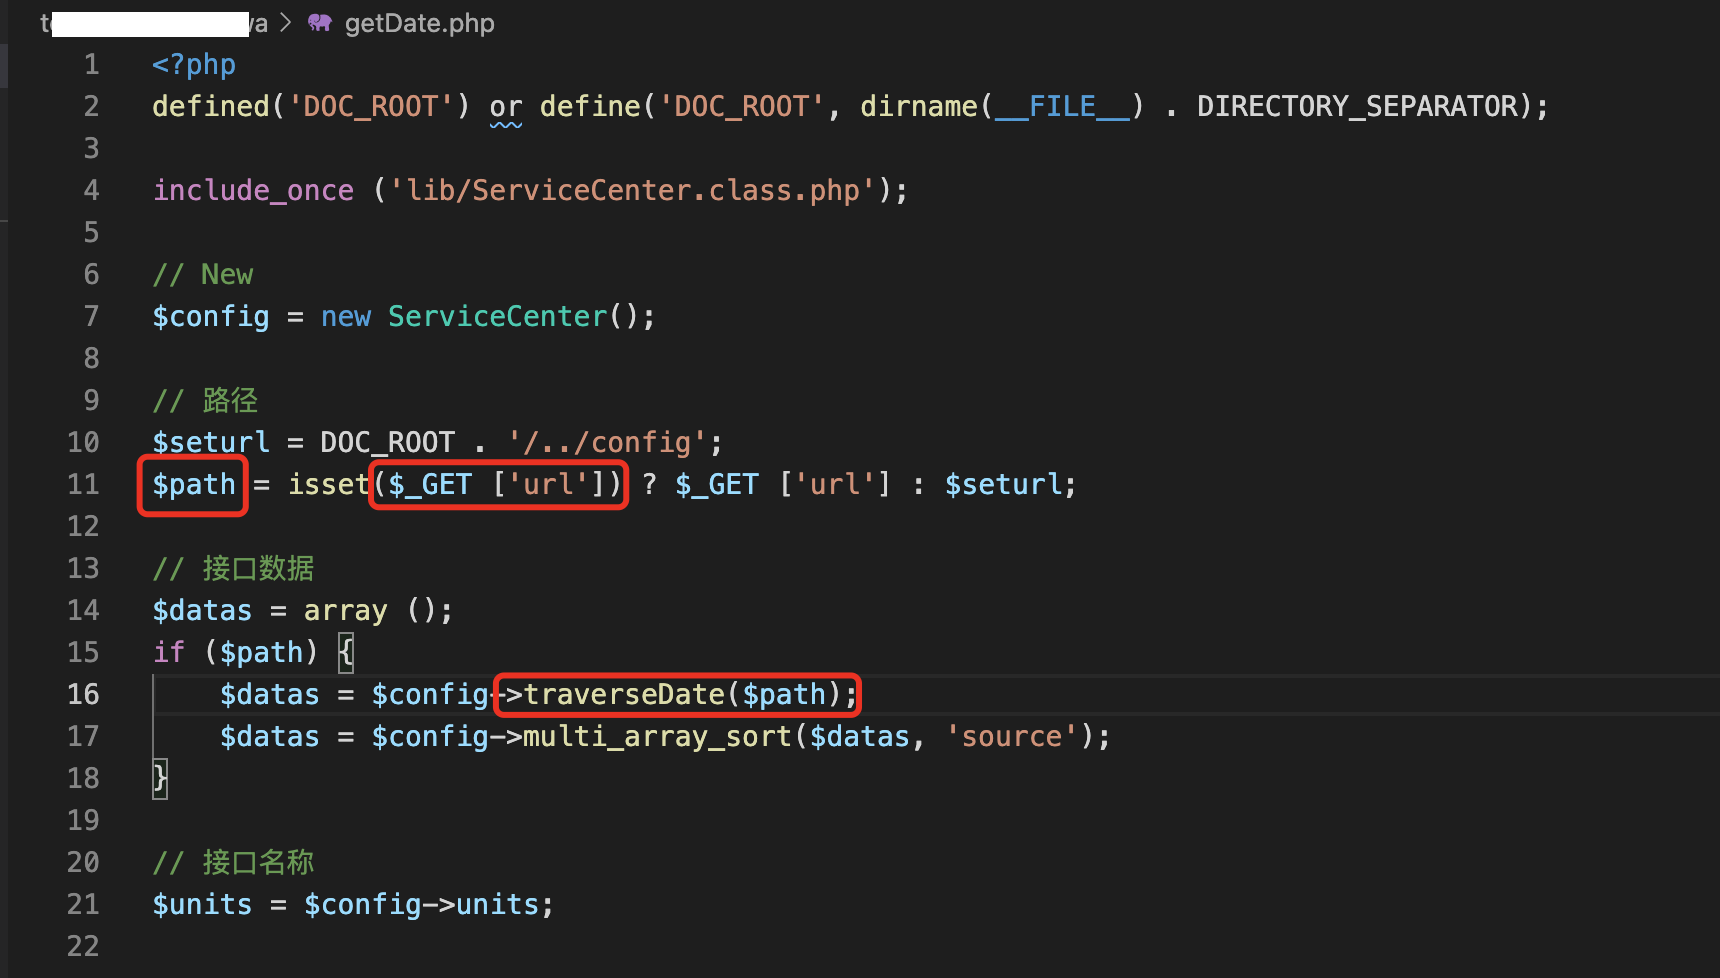 getDate.php
1 <?php
2 defined('DOC_ROOT') or define('DOC_ROOT', dirname(__FILE__) . DIRECTORY_SEPARATOR);
3
4 include_once ('lib/ServiceCenter.class.php');
5
6 // New
7 $config = new ServiceCenter();
8
9 // 路径
10 $seturl = DOC_ROOT . '/../config';
11 $path = isset($_GET ['url']) ? $_GET ['url'] : $seturl;
12
13 // 接口数据
14 $datas = array ();
15 if ($path) {
16 $datas = $config->traverseDate($path);
17 $datas = $config->multi_array_sort($datas, 'source');
18 }
19
20 // 接口名称
21 $units = $config->units;
22